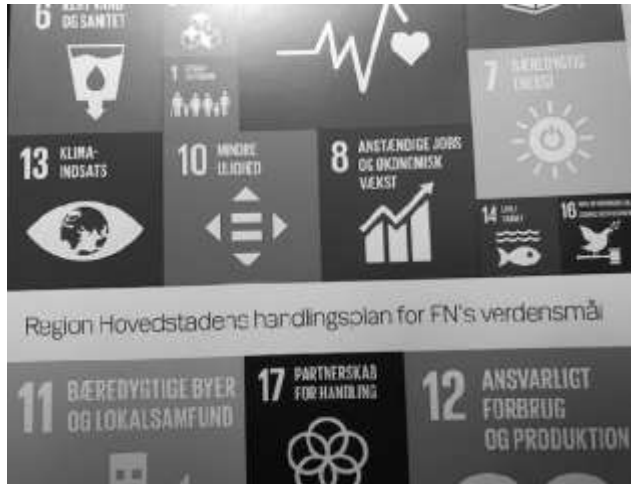 6
OG SANITET
1
7 BÆREDYGTIG
ENERGI
13 KLIMA-
INDSATS
10 MINDRE
ULIGHED
8 ANSTÆNDIGE JOBS
OG ØKONOMISK
VÆKST
14
16
Region Hovedstadens handlingsplan for FN's verdensmål
11 BÆREDYGTIGE BYER
OG LOKALSAMFUND
17 PARTNERSKAB
FOR HANDLING
12 ANSVARLIGT
FORBRUG
OG PRODUKTION